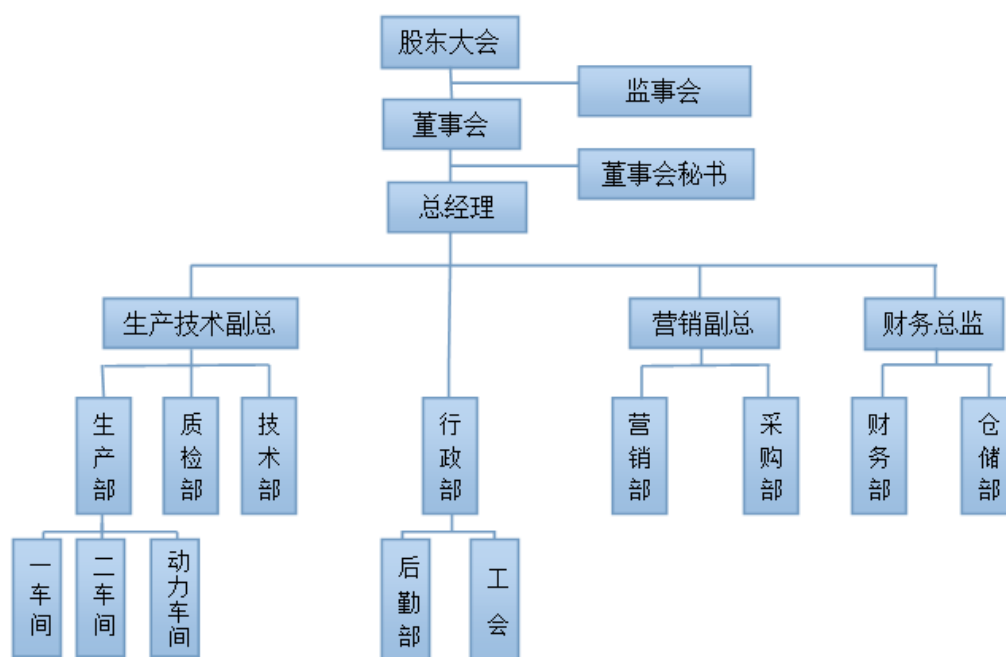 股东大会
监事会
董事会
董事会秘书
总经理
生产技术副总
营销副总
财务总监
生产部
质检部
技术部
行政部
营销部
采购部
财务部
仓储部
一车间
二车间
动力车间
后勤部
工会